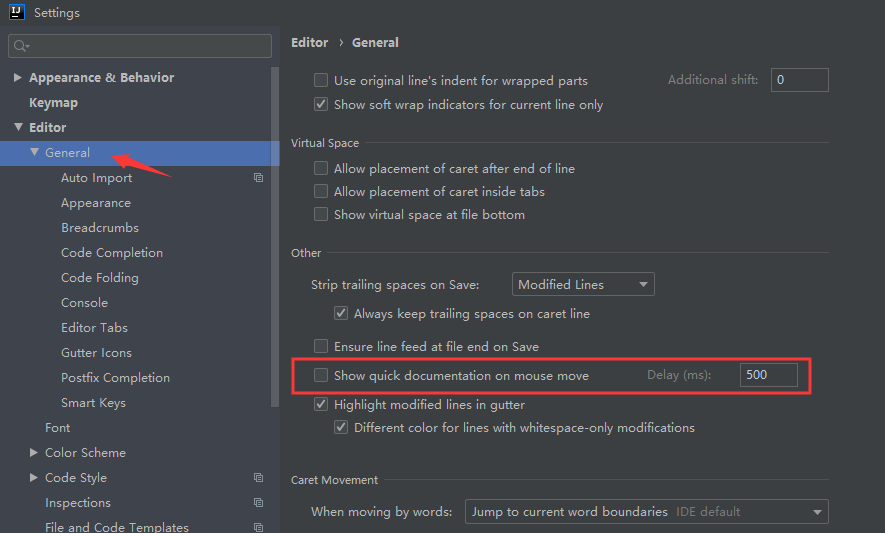 IJ Settings
Editor › General
Appearance & Behavior
Keymap
Editor
General
Auto Import
Appearance
Breadcrumbs
Code Completion
Code Folding
Console
Editor Tabs
Gutter Icons
Postfix Completion
Smart Keys
Font
Color Scheme
Code Style
Inspections
File and Code Templates
Use original line's indent for wrapped parts Additional shift: 0
Show soft wrap indicators for current line only
Virtual Space
Allow placement of caret after end of line
Allow placement of caret inside tabs
Show virtual space at file bottom
Other
Strip trailing spaces on Save: Modified Lines
Always keep trailing spaces on caret line
Ensure line feed at file end on Save
Show quick documentation on mouse move Delay (ms): 500
Highlight modified lines in gutter
Different color for lines with whitespace-only modifications
Caret Movement
When moving by words: Jump to current word boundaries IDE default